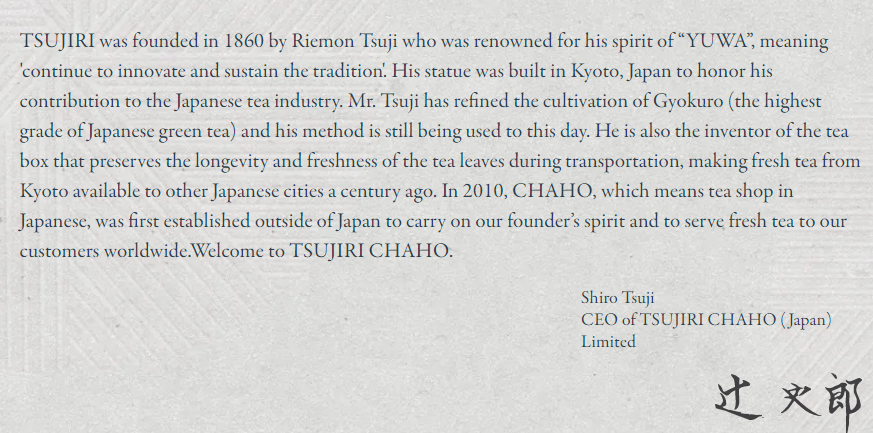 TSUJIRI was founded in 1860 by Riemon Tsuji who was renowned for his spirit of “YUWA”, meaning
'continue to innovate and sustain the tradition'. His statue was built in Kyoto, Japan to honor his
contribution to the Japanese tea industry. Mr. Tsuji has refined the cultivation of Gyokuro (the highest
grade of Japanese green tea) and his method is still being used to this day. He is also the inventor of the tea
box that preserves the longevity and freshness of the tea leaves during transportation, making fresh tea from
Kyoto available to other Japanese cities a century ago. In 2010, CHAHO, which means tea shop in
Japanese, was first established outside of Japan to carry on our founder’s spirit and to serve fresh tea to our
customers worldwide.Welcome to TSUJIRI CHAHO.
Shiro Tsuji
CEO of TSUJIRI CHAHO (Japan)
Limited
辻 史郎